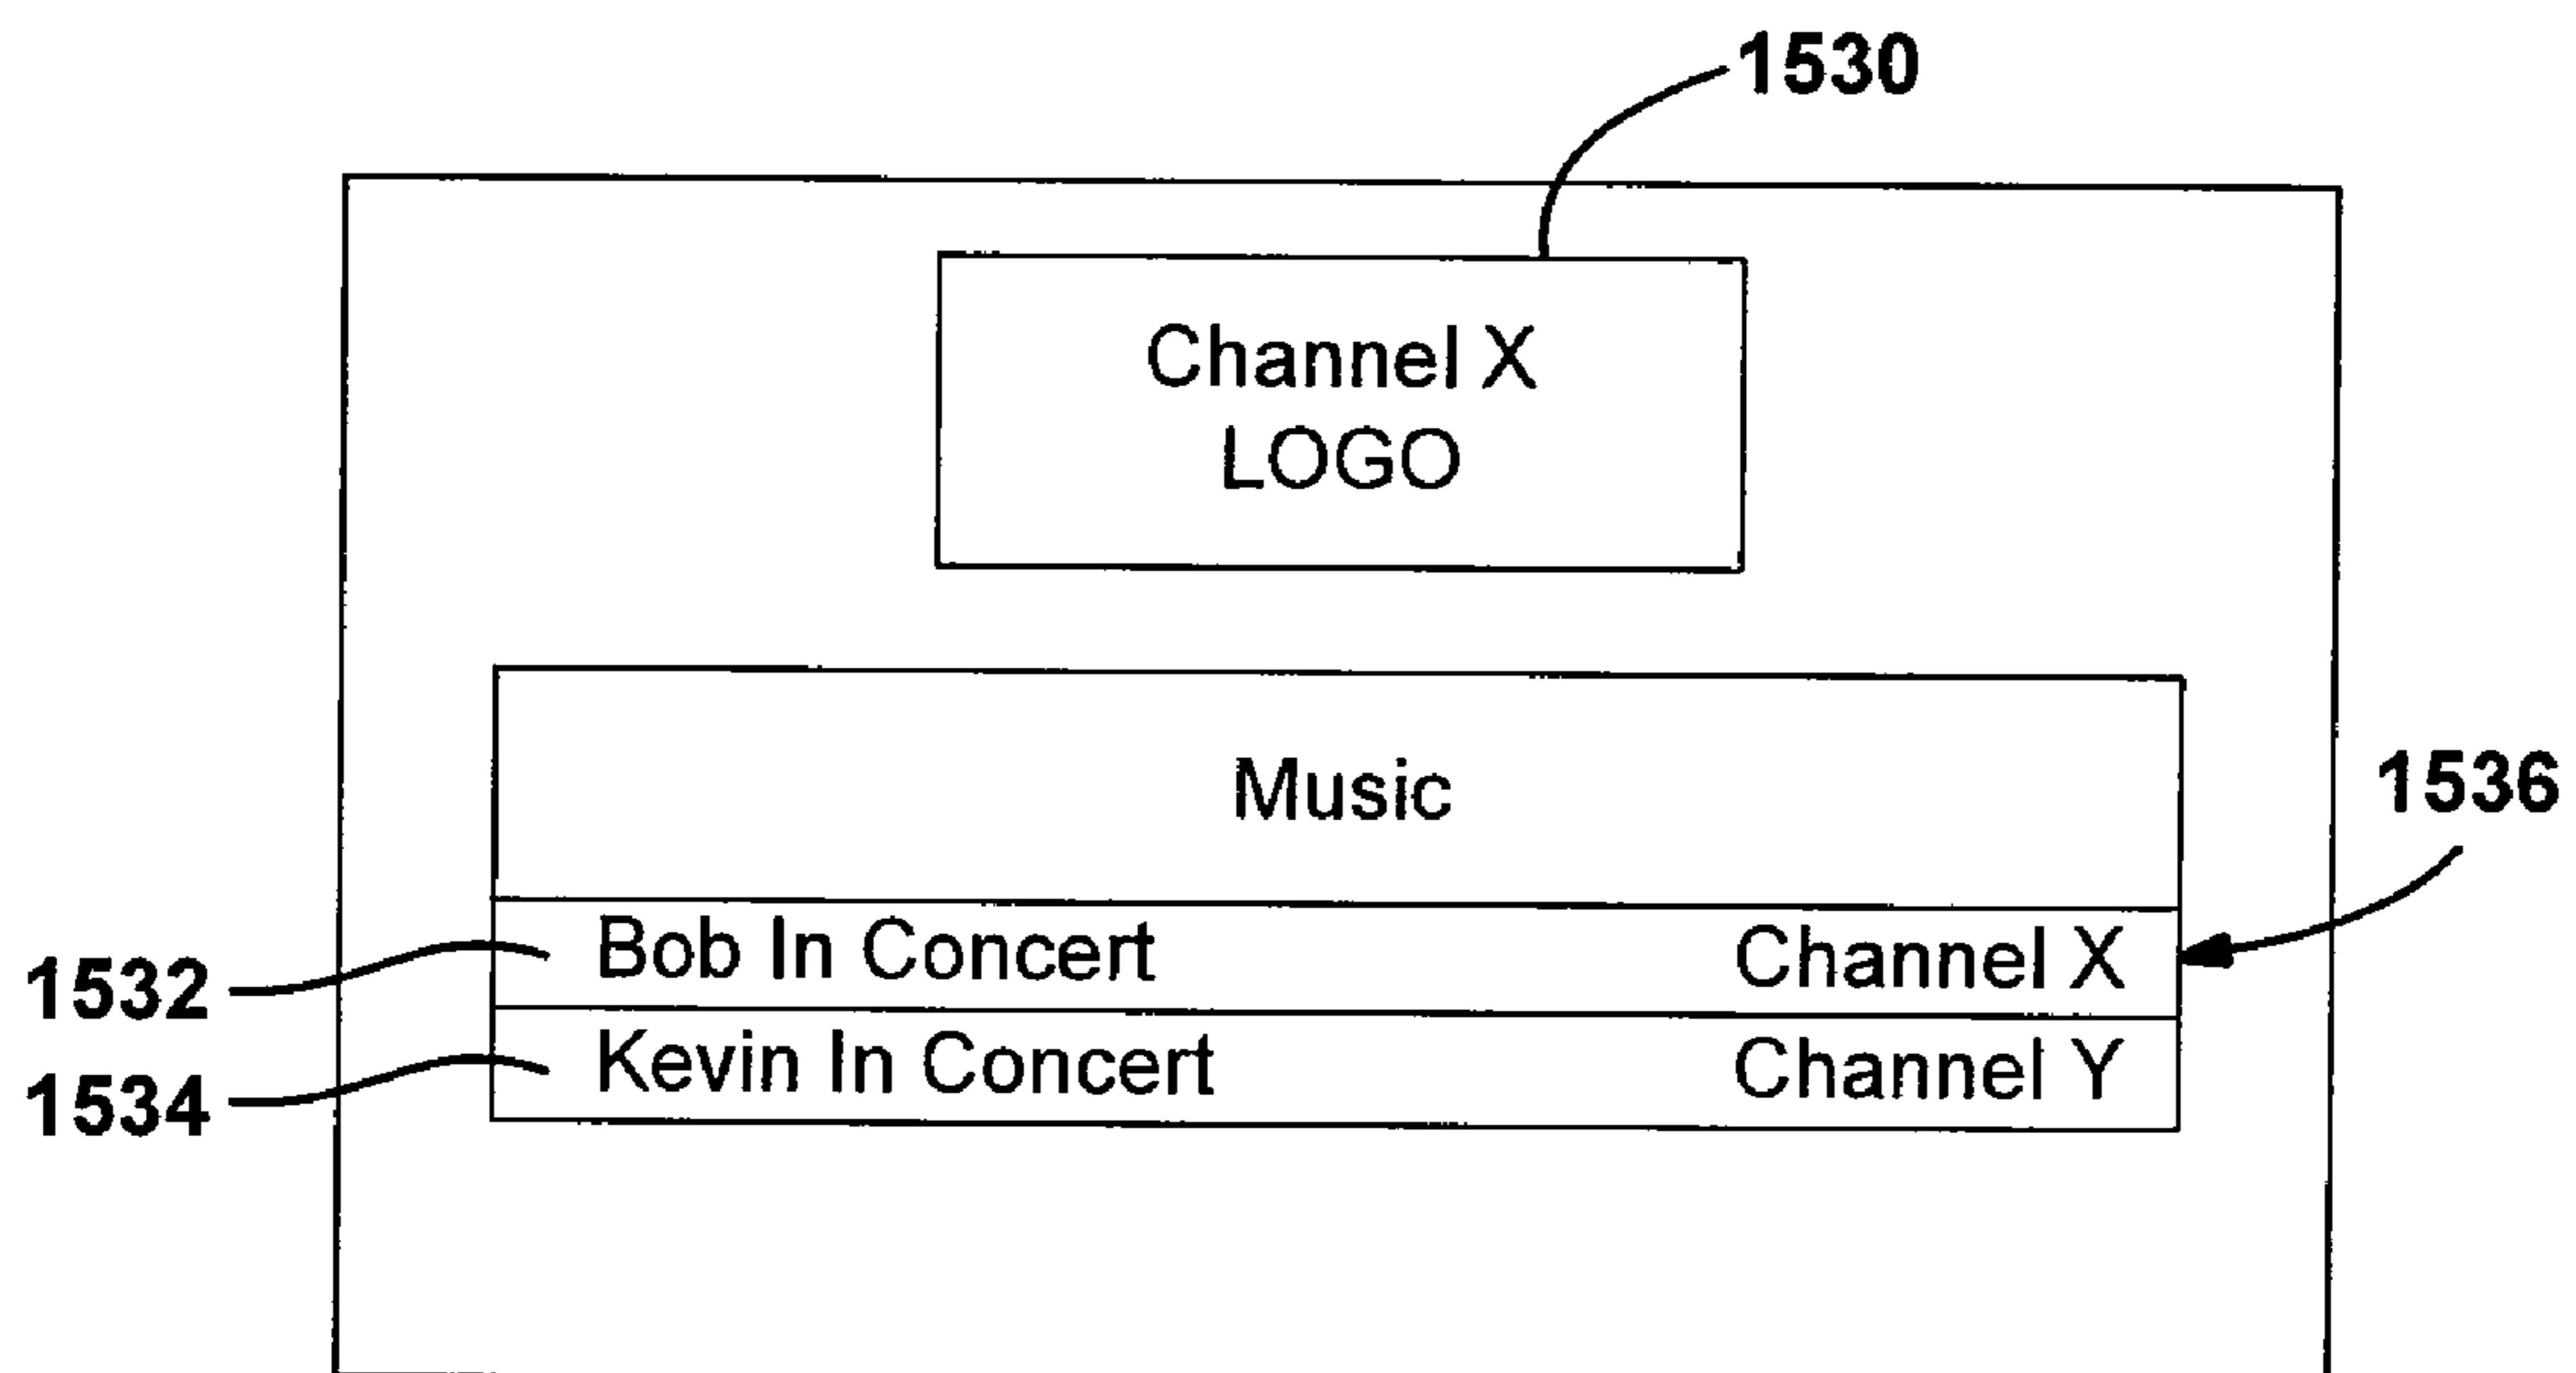 1530
Channel X
LOGO
Music
1536
1532 Bob In Concert Channel X
1534 Kevin In Concert Channel Y